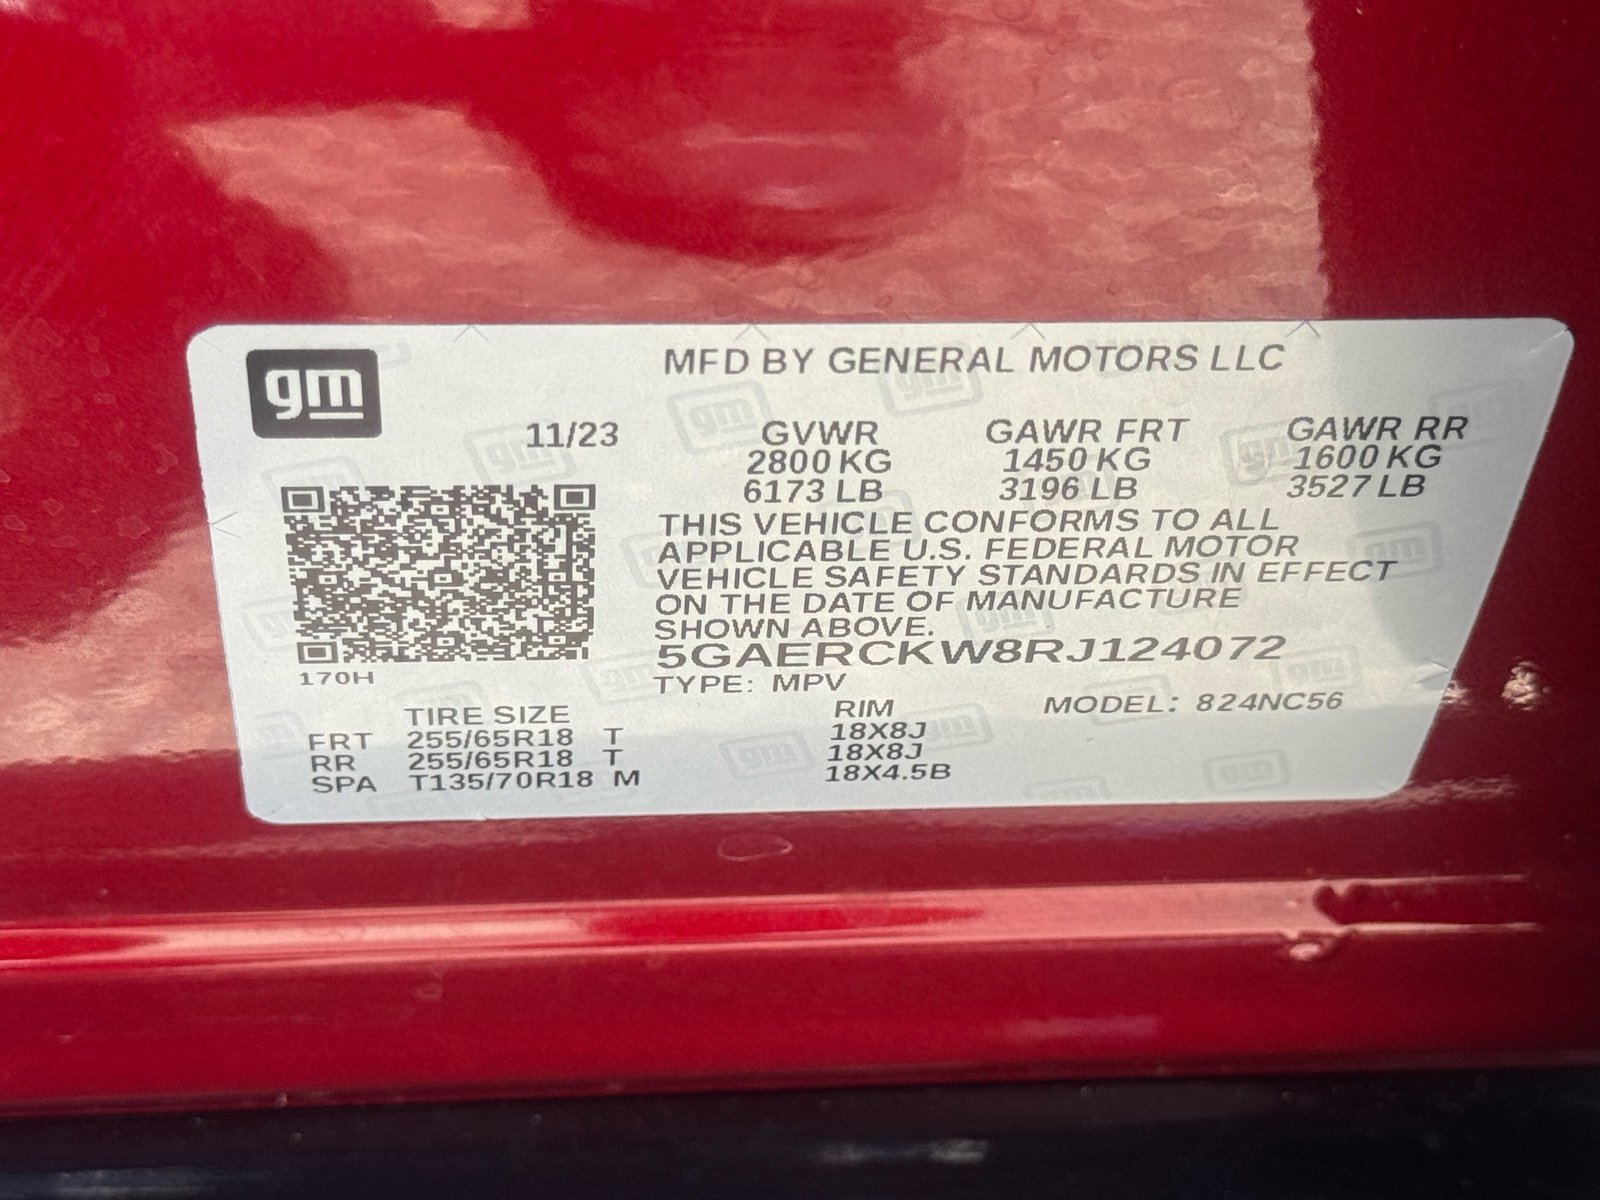 gm
MFD BY GENERAL MOTORS LLC
11/23
GVWR GAWR FRT GAWR RR
2800 KG 1450 KG 1600 KG
6173 LB 3196 LB 3527 LB
THIS VEHICLE CONFORMS TO ALL
APPLICABLE U.S. FEDERAL MOTOR
VEHICLE SAFETY STANDARDS IN EFFECT
ON THE DATE OF MANUFACTURE
SHOWN ABOVE.
5GAERCKW8RJ124072
170H
TYPE: MPV
MODEL: 824NC56
TIRE SIZE RIM
FRT 255/65R18 T 18X8J
RR 255/65R18 T 18X8J
SPA T135/70R18 M 18X4.5B